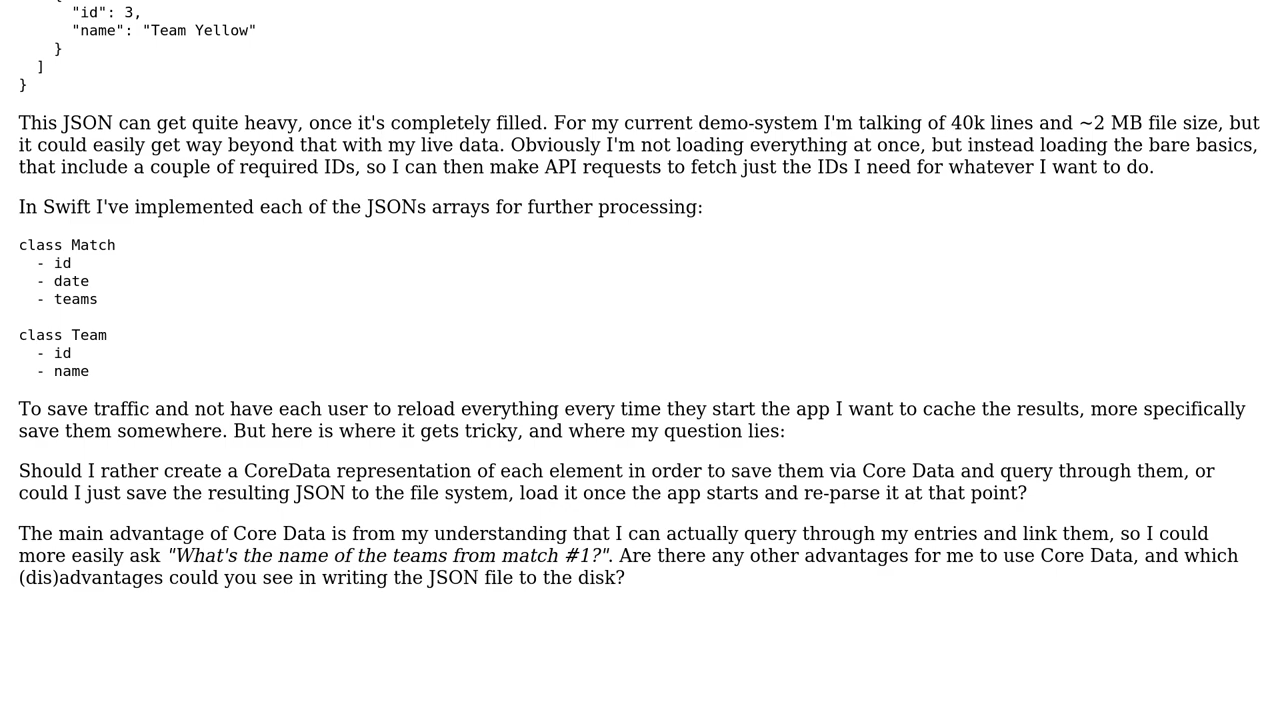 {
"id": 3,
"name": "Team Yellow"
}
]
}
This JSON can get quite heavy, once it's completely filled. For my current demo-system I'm talking of 40k lines and ~2 MB file size, but
it could easily get way beyond that with my live data. Obviously I'm not loading everything at once, but instead loading the bare basics,
that include a couple of required IDs, so I can then make API requests to fetch just the IDs I need for whatever I want to do.
In Swift I've implemented each of the JSONs arrays for further processing:
class Match
- id
- date
- teams
class Team
- id
- name
To save traffic and not have each user to reload everything every time they start the app I want to cache the results, more specifically
save them somewhere. But here is where it gets tricky, and where my question lies:
Should I rather create a CoreData representation of each element in order to save them via Core Data and query through them, or
could I just save the resulting JSON to the file system, load it once the app starts and re-parse it at that point?
The main advantage of Core Data is from my understanding that I can actually query through my entries and link them, so I could
more easily ask "What's the name of the teams from match #1?". Are there any other advantages for me to use Core Data, and which
(dis)advantages could you see in writing the JSON file to the disk?